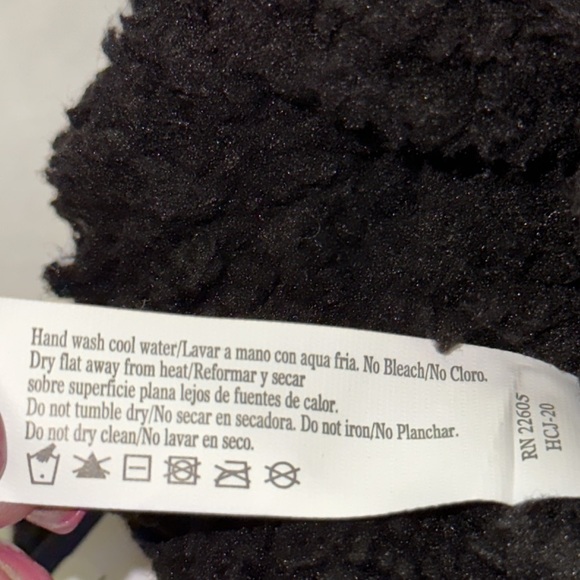 Hand wash cool water/Lavar a mano con aqua fria. No Bleach/No Cloro.
Dry flat away from heat/Reformar y secar
sobre superficie plana lejos de fuentes de calor.
Do not tumble dry/No secar en secadora. Do not iron/No Planchar.
Do not dry clean/No lavar en seco.
RN 22605
HCJ-20